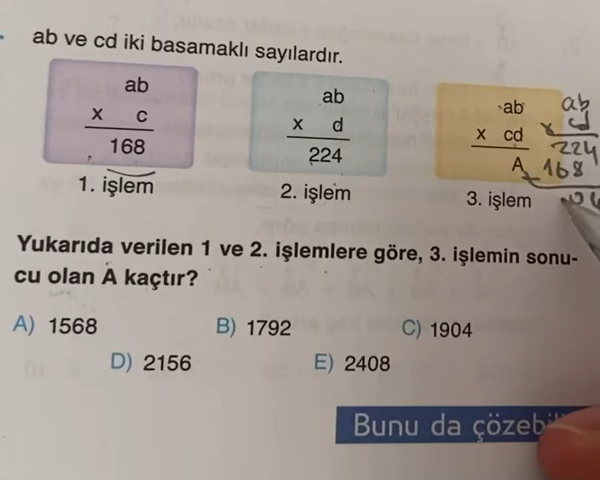 ab ve cd iki basamaklı sayılardır.
ab
x c
168
1. işlem
ab
x d
224
2. işlem
ab
x cd
A
3. işlem
ab
x cd
224
168
Yukarıda verilen 1 ve 2. işlemlere göre, 3. işlemin sonu-
cu olan A kaçtır?
A) 1568 B) 1792 C) 1904
D) 2156 E) 2408
Bunu da